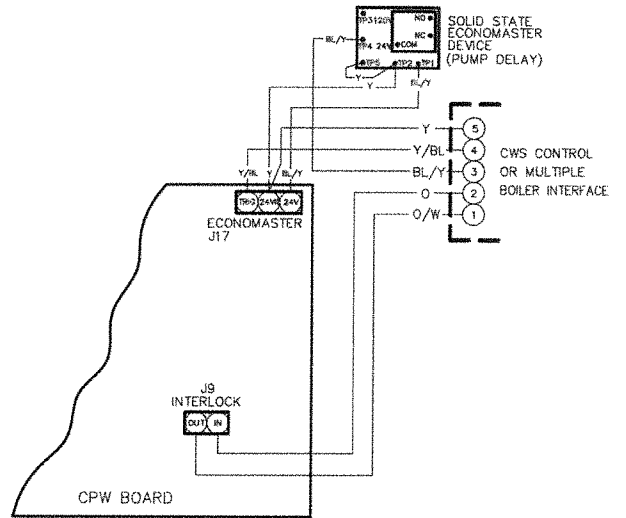 NO
TP3120V
NC
BL/Y
TP4 24V
COM
TP5
TP2
TP1
SOLID STATE
ECONOMASTER
DEVICE
(PUMP DELAY)
Y
Y
BL/Y
Y
5
Y/BL
4
BL/Y
3
O
2
O/W
1
CWS CONTROL
OR MULTIPLE
BOILER INTERFACE
Y/BL
Y
BL/Y
TRIG
24VR
24V
ECONOMASTER
J17
J9
INTERLOCK
OUT
IN
CPW BOARD